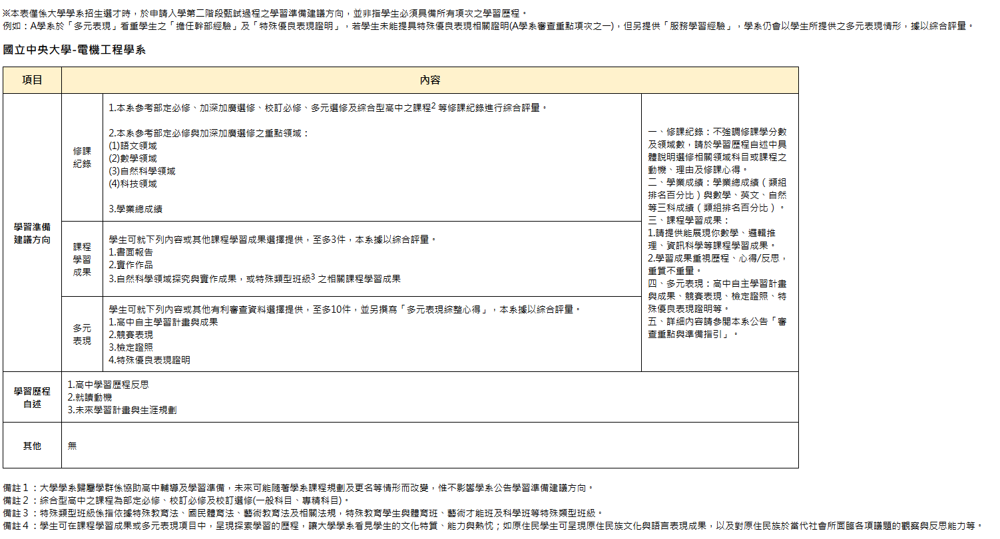 ※本表僅係大學學系招生選才時，於申請入學第二階段甄試過程之學習準備建議方向，並非指學生必須具備所有項次之學習歷程。
例如：A學系於「多元表現」看重學生之「擔任幹部經驗」及「特殊優良表現證明」，若學生未能提具特殊優良表現相關證明(A學系審查重點項次之一)，但另提供「服務學習經驗」，學系仍會以學生所提供之多元表現情形，據以綜合評量。
國立中央大學-電機工程學系
項目
內容
學習準備
建議方向
修課
紀錄
1.本系參考部定必修、加深加廣選修、校訂必修、多元選修及綜合型高中之課程2 等修課紀錄進行綜合評量。
2.本系參考部定必修與加深加廣選修之重點領域：
(1)語文領域
(2)數學領域
(3)自然科學領域
(4)科技領域
3.學業總成績
課程
學習
成果
學生可就下列內容或其他課程學習成果選擇提供，至多3件，本系據以綜合評量。
1.書面報告
2.實作作品
3.自然科學領域探究與實作成果，或特殊類型班級3 之相關課程學習成果
多元
表現
學生可就下列內容或其他有利審查資料選擇提供，至多10件，並另撰寫「多元表現綜整心得」，本系據以綜合評量。
1.高中自主學習計畫與成果
2.競賽表現
3.檢定證照
4.特殊優良表現證明
一、修課紀錄：不強調修課學分數
及領域數，請於學習歷程自述中具
體說明選修相關領域科目或課程之
動機、理由及修課心得。
二、學業成績：學業總成績（類組
排名百分比）與數學、英文、自然
等三科成績（類組排名百分比）。
三、課程學習成果：
1.請提供能展現你數學、邏輯推
理、資訊科學等課程學習成果。
2.學習成果重視歷程、心得/反思，
重質不重量。
四、多元表現：高中自主學習計畫
與成果、競賽表現、檢定證照、特
殊優良表現證明等。
五、詳細內容請參閱本系公告「審
查重點與準備指引」。
學習歷程
自述
1.高中學習歷程反思
2.就讀動機
3.未來學習計畫與生涯規劃
其他
無
備註１：大學學系歸屬學群係協助高中輔導及學習準備，未來可能隨著學系課程規劃及更名等情形而改變，惟不影響學系公告學習準備建議方向。
備註２：綜合型高中之課程為部定必修、校訂必修及校訂選修(一般科目、專精科目)。
備註３：特殊類型班級係指依據特殊教育法、國民體育法、藝術教育法及相關法規，特殊教育學生與體育班、藝術才能班及科學班等特殊類型班級。
備註４：學生可在課程學習成果或多元表現項目中，呈現探索學習的歷程，讓大學學系看見學生的文化特質、能力與熱忱；如原住民學生可呈現原住民族文化與語言表現成果，以及對原住民族於當代社會所面臨各項議題的觀察與反思能力等。